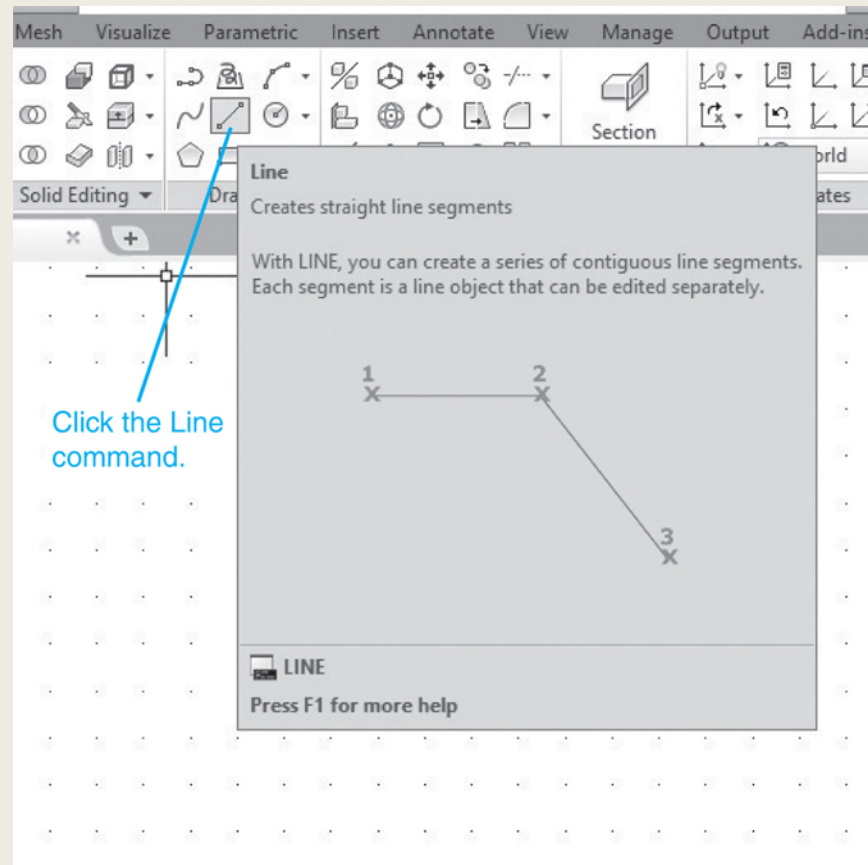 Mesh Visualize Parametric Insert Annotate View Manage Output Add-ins
Section
Solid Editing
Line
Creates straight line segments
With LINE, you can create a series of contiguous line segments.
Each segment is a line object that can be edited separately.
1 2
3
Click the Line
command.
LINE
Press F1 for more help